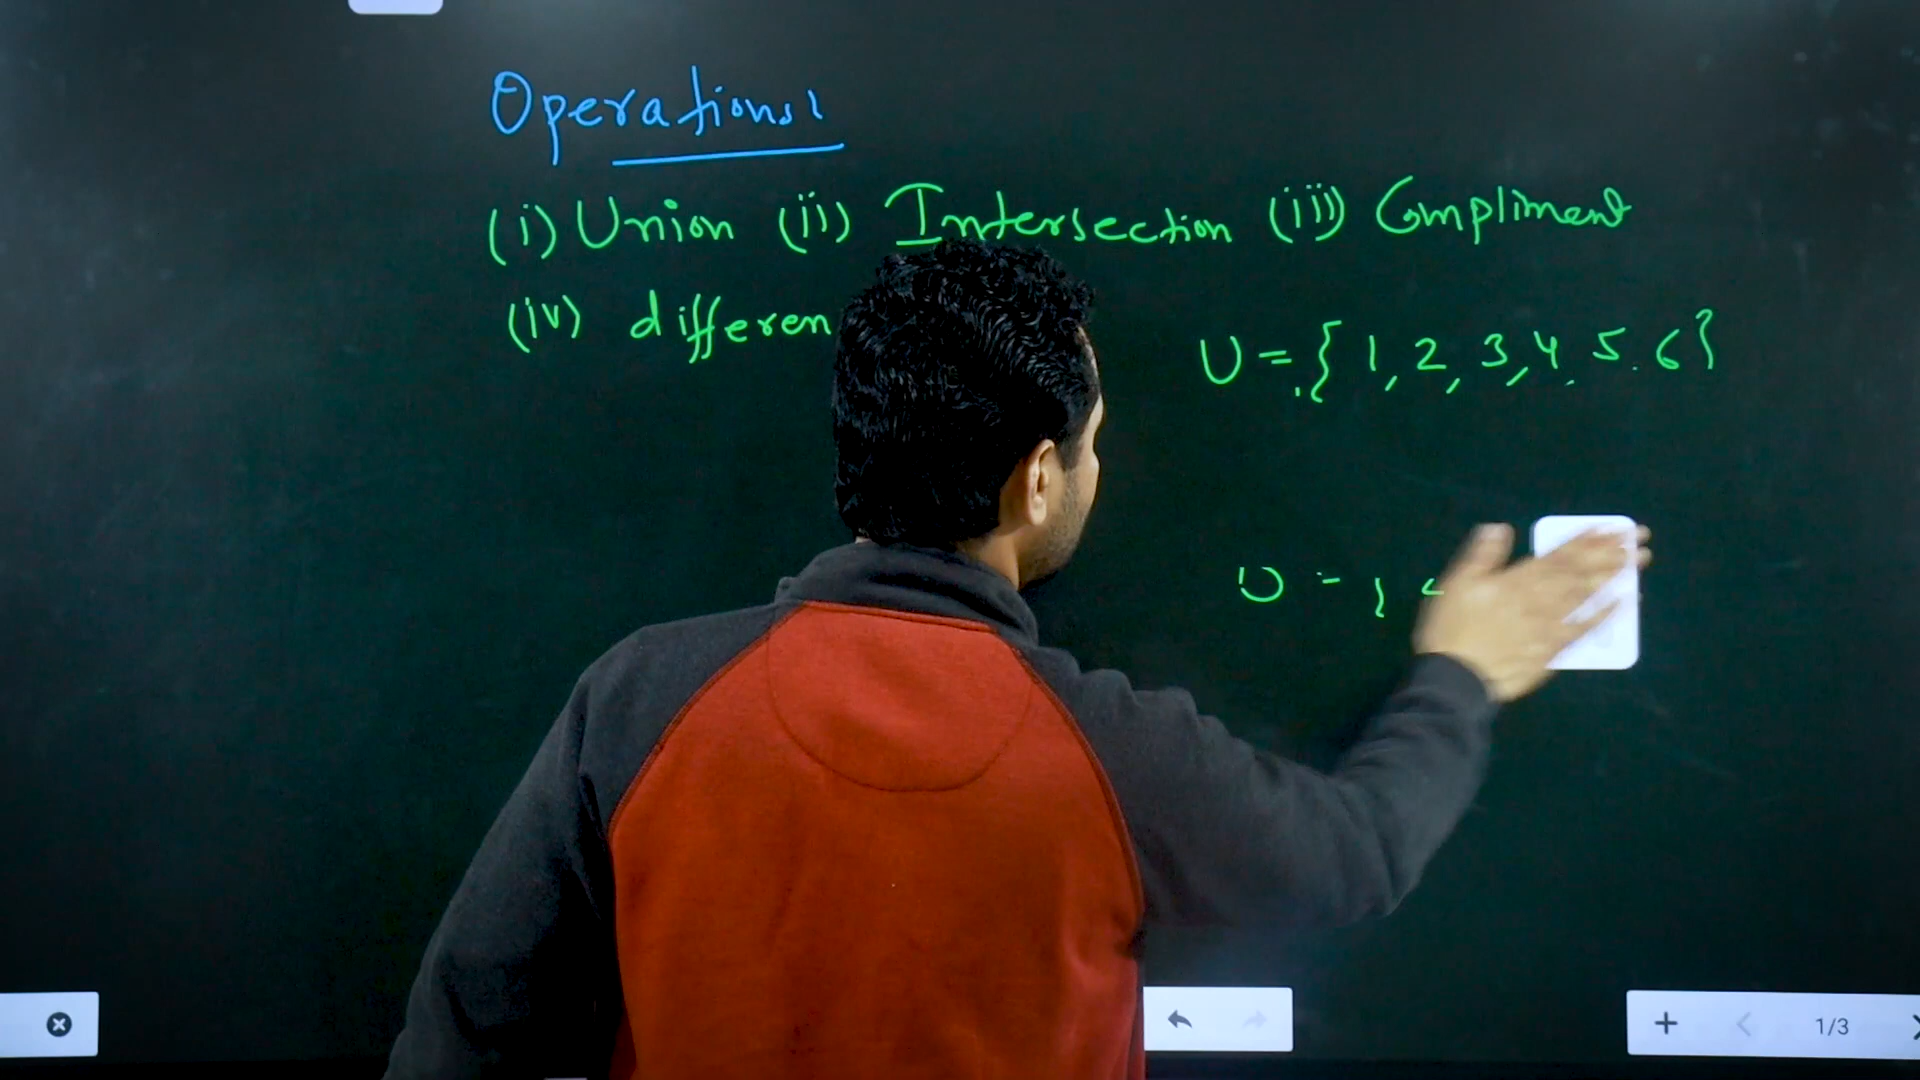 Operations:
(i) Union (ii) Intersection (iii) Compliment
(iv) differen
U = { 1, 2, 3, 4, 5, 6 }
1/3